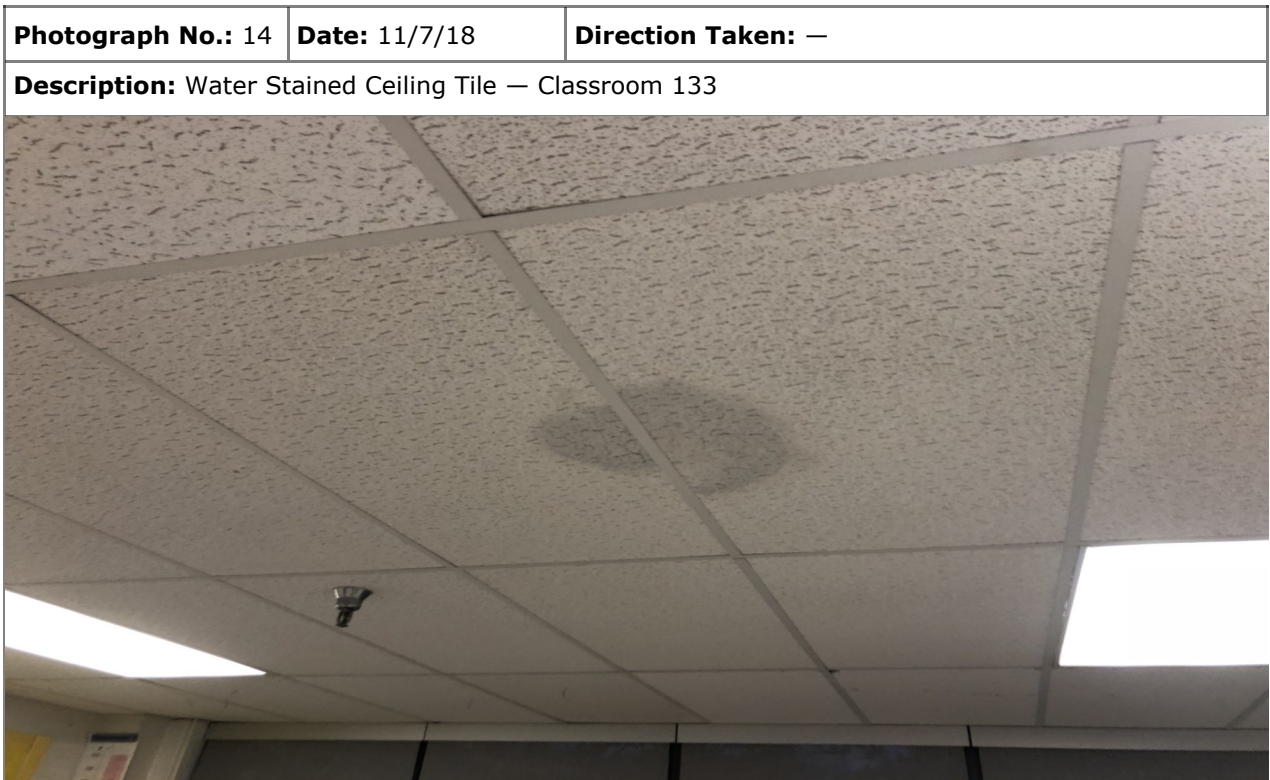 Photograph No.: 14 Date: 11/7/18 Direction Taken: —
Description: Water Stained Ceiling Tile — Classroom 133